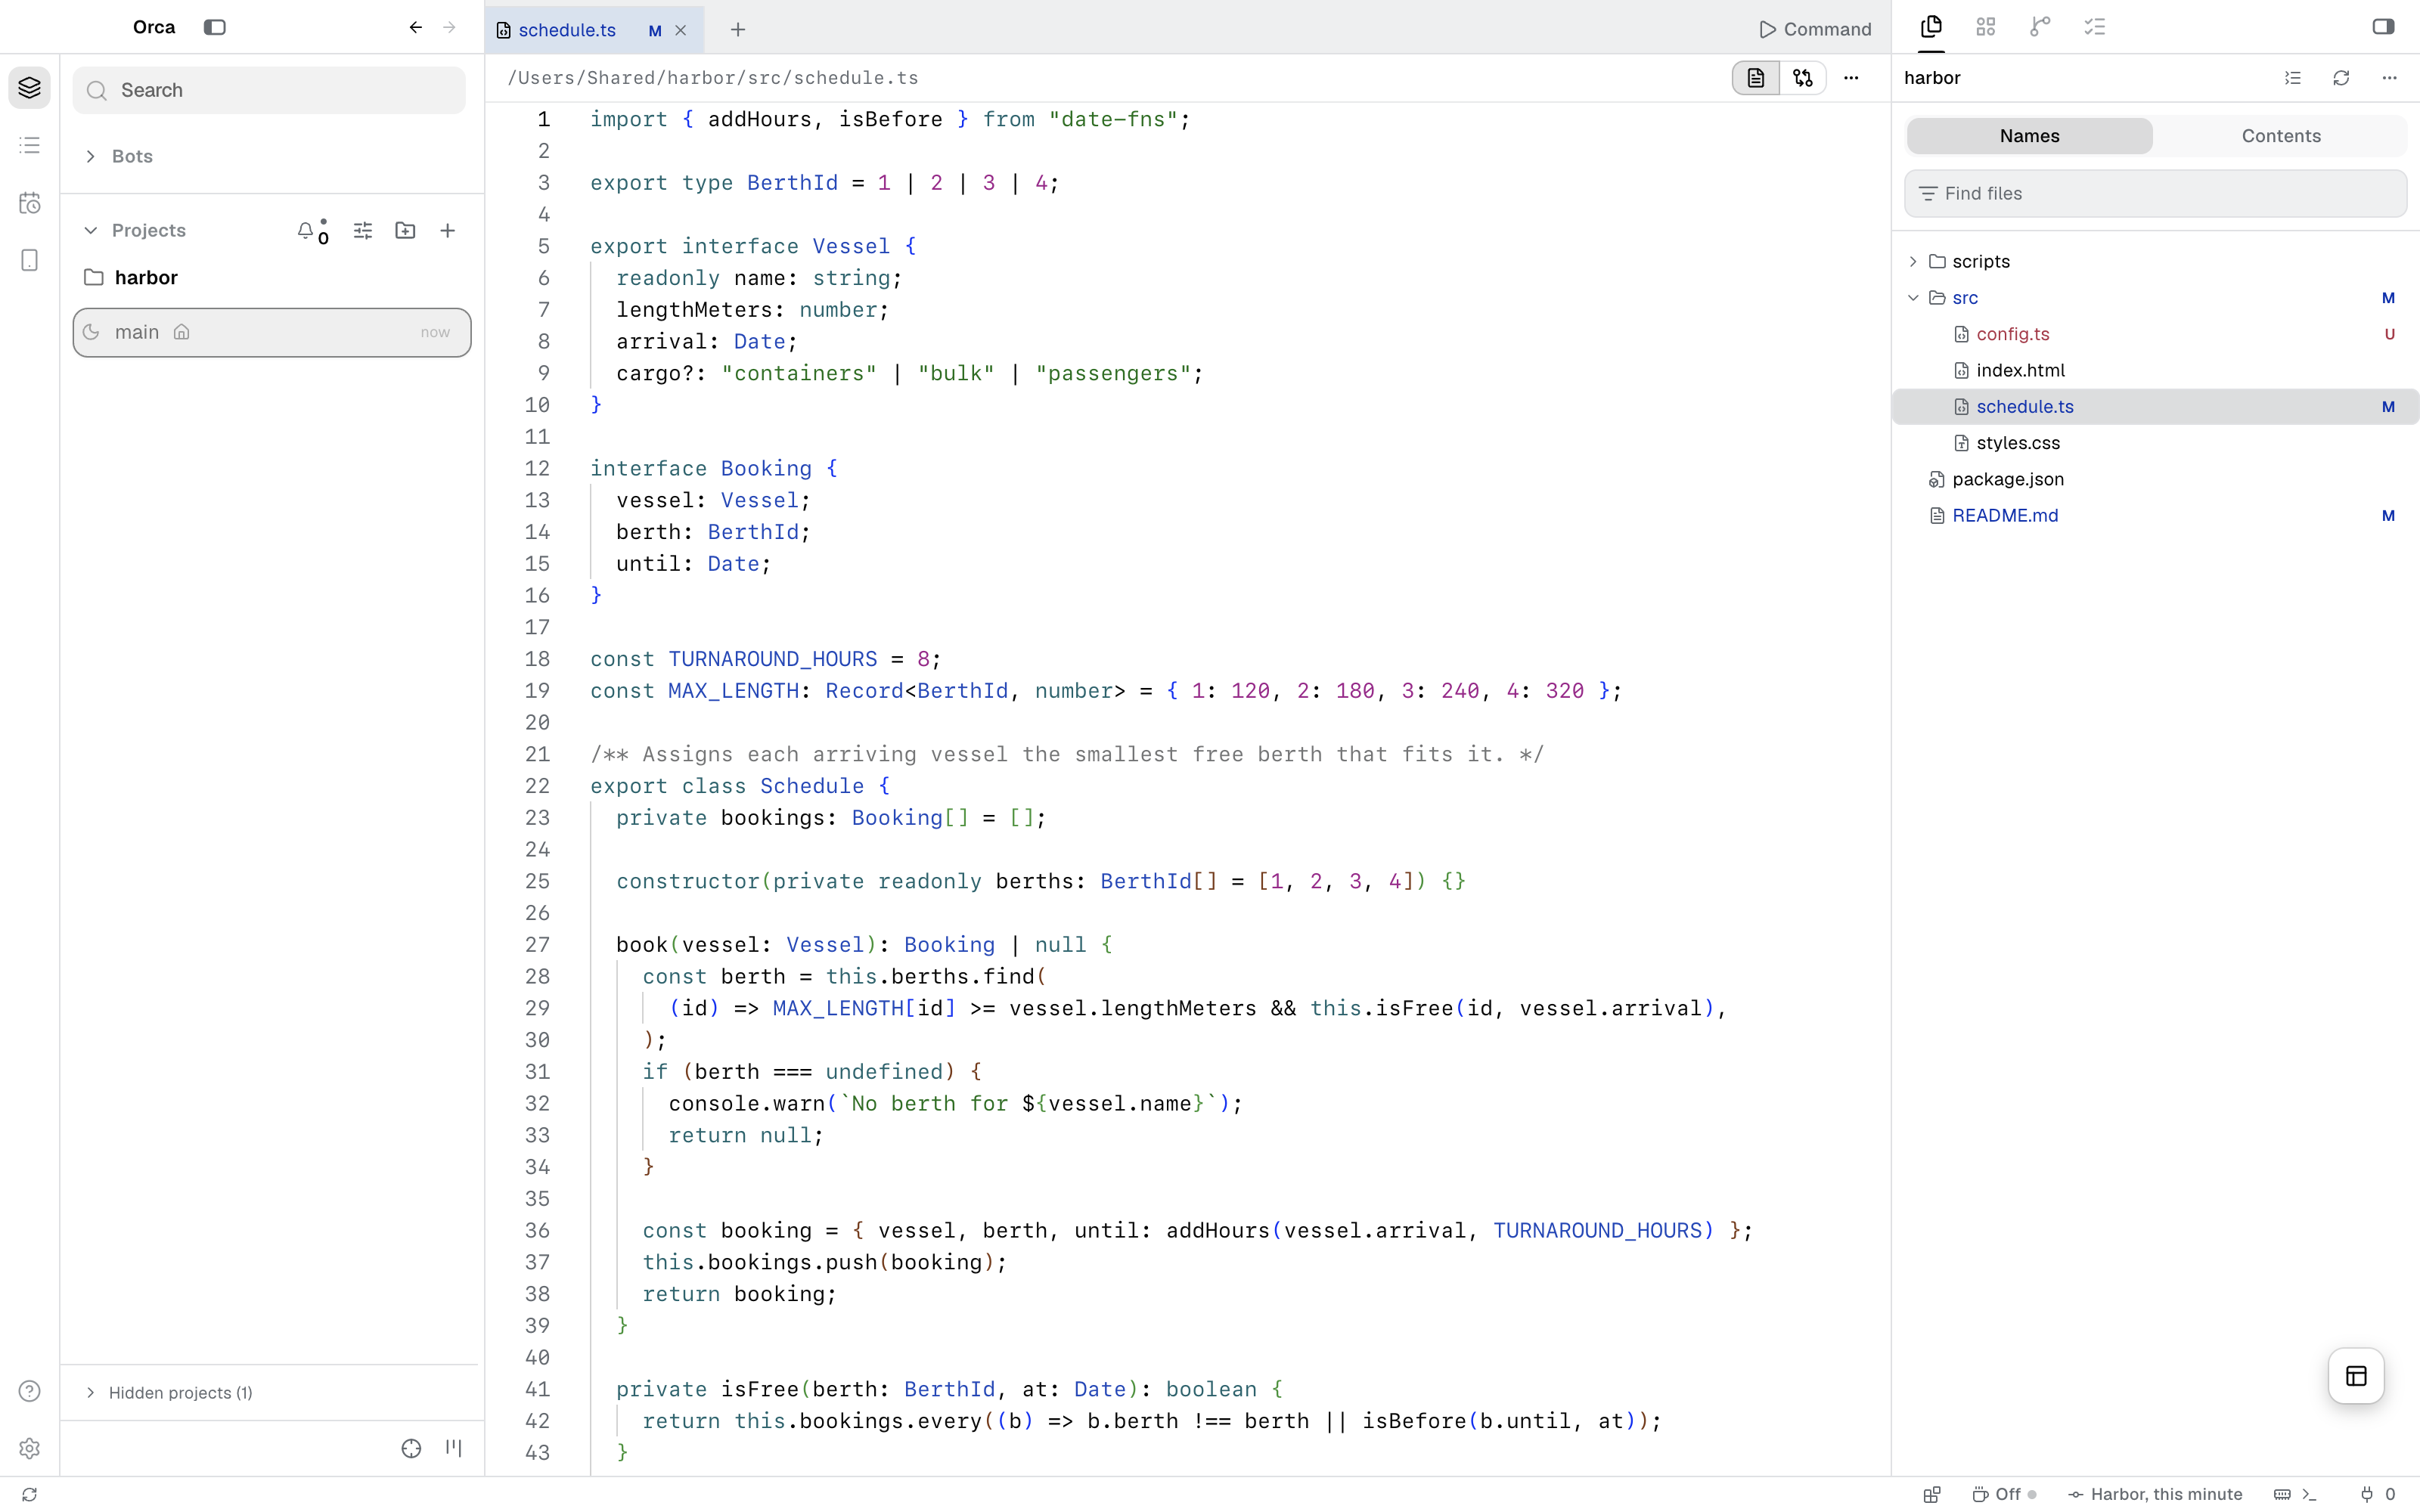 Orca
Search
Bots
Projects
0
harbor
main
now
Hidden projects (1)
schedule.ts M
Command
/Users/Shared/harbor/src/schedule.ts
1 import { addHours, isBefore } from "date-fns";
2
3 export type BerthId = 1 | 2 | 3 | 4;
4
5 export interface Vessel {
6 readonly name: string;
7 lengthMeters: number;
8 arrival: Date;
9 cargo?: "containers" | "bulk" | "passengers";
10 }
11
12 interface Booking {
13 vessel: Vessel;
14 berth: BerthId;
15 until: Date;
16 }
17
18 const TURNAROUND_HOURS = 8;
19 const MAX_LENGTH: Record<BerthId, number> = { 1: 120, 2: 180, 3: 240, 4: 320 };
20
21 /** Assigns each arriving vessel the smallest free berth that fits it. */
22 export class Schedule {
23 private bookings: Booking[] = [];
24
25 constructor(private readonly berths: BerthId[] = [1, 2, 3, 4]) {}
26
27 book(vessel: Vessel): Booking | null {
28 const berth = this.berths.find(
29 (id) => MAX_LENGTH[id] >= vessel.lengthMeters && this.isFree(id, vessel.arrival),
30 );
31 if (berth === undefined) {
32 console.warn(`No berth for ${vessel.name}`);
33 return null;
34 }
35
36 const booking = { vessel, berth, until: addHours(vessel.arrival, TURNAROUND_HOURS) };
37 this.bookings.push(booking);
38 return booking;
39 }
40
41 private isFree(berth: BerthId, at: Date): boolean {
42 return this.bookings.every((b) => b.berth !== berth || isBefore(b.until, at));
43 }
harbor
Names Contents
Find files
scripts
src M
config.ts U
index.html
schedule.ts M
styles.css
package.json
README.md M
Off
Harbor, this minute
0